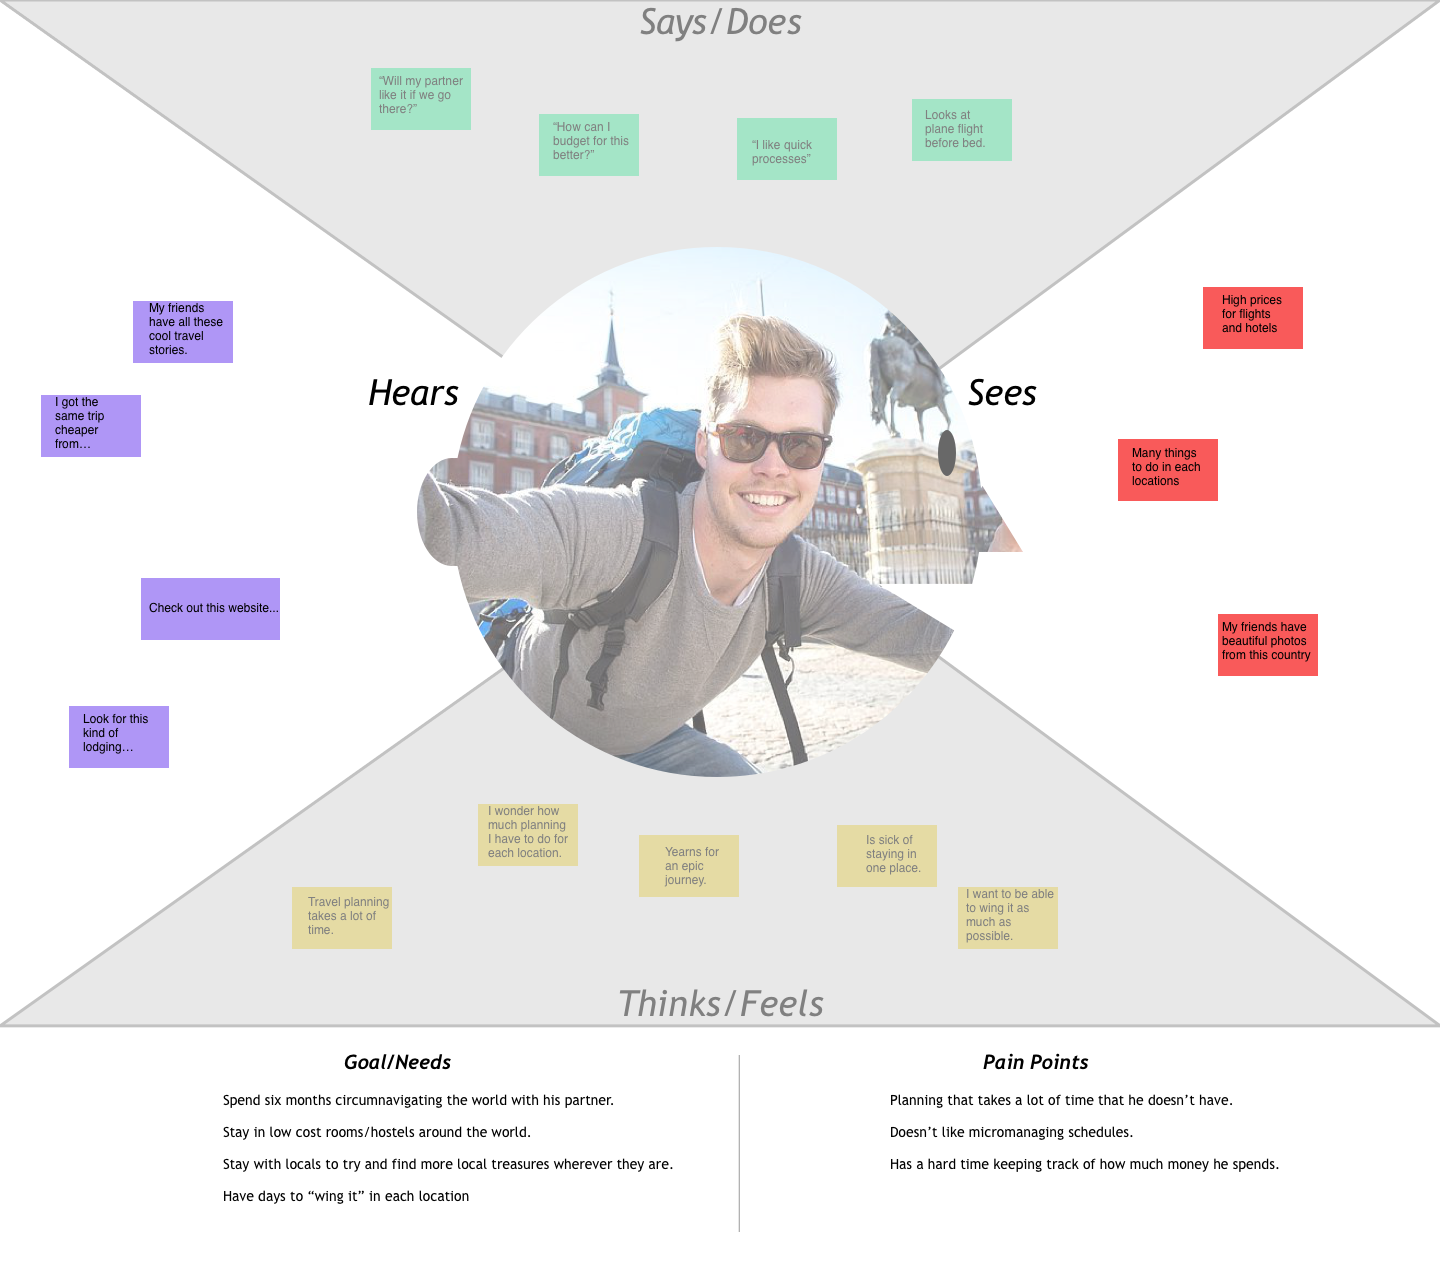 Says/Does
“Will my partner
like it if we go
there?”
“How can I
budget for this
better?”
“I like quick
processes”
Looks at
plane flight
before bed.
Hears
My friends
have all these
cool travel
stories.
I got the
same trip
cheaper
from…
Check out this website...
Look for this
kind of
lodging…
Sees
High prices
for flights
and hotels
Many things
to do in each
locations
My friends have
beautiful photos
from this country
Travel planning
takes a lot of
time.
I wonder how
much planning
I have to do for
each location.
Yearns for
an epic
journey.
Is sick of
staying in
one place.
I want to be able
to wing it as
much as
possible.
Thinks/Feels
Goal/Needs
Spend six months circumnavigating the world with his partner.
Stay in low cost rooms/hostels around the world.
Stay with locals to try and find more local treasures wherever they are.
Have days to “wing it” in each location
Pain Points
Planning that takes a lot of time that he doesn’t have.
Doesn’t like micromanaging schedules.
Has a hard time keeping track of how much money he spends.